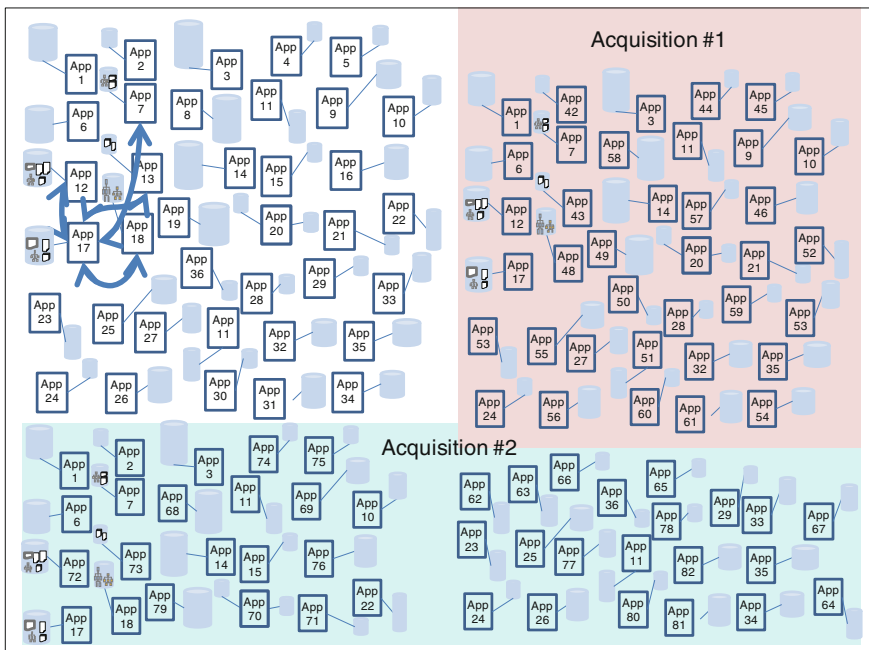 App
1
App
2
App
3
App
4
App
5
App
6
App
7
App
8
App
11
App
9
App
10
App
12
App
13
App
14
App
15
App
16
App
17
App
18
App
19
App
20
App
21
App
22
App
36
App
28
App
29
App
33
App
23
App
25
App
27
App
11
App
32
App
35
App
24
App
26
App
30
App
31
App
34
Acquisition #1
App
1
App
42
App
3
App
44
App
45
App
6
App
7
App
58
App
11
App
9
App
10
App
12
App
43
App
14
App
57
App
46
App
17
App
48
App
49
App
20
App
21
App
52
App
50
App
28
App
59
App
53
App
53
App
55
App
27
App
51
App
32
App
35
App
24
App
56
App
60
App
61
App
54
Acquisition #2
App
1
App
2
App
3
App
74
App
75
App
6
App
7
App
68
App
11
App
69
App
10
App
72
App
73
App
14
App
15
App
76
App
17
App
18
App
79
App
70
App
71
App
22
App
62
App
63
App
66
App
36
App
65
App
29
App
33
App
67
App
23
App
25
App
77
App
11
App
78
App
82
App
35
App
24
App
26
App
80
App
81
App
34
App
64